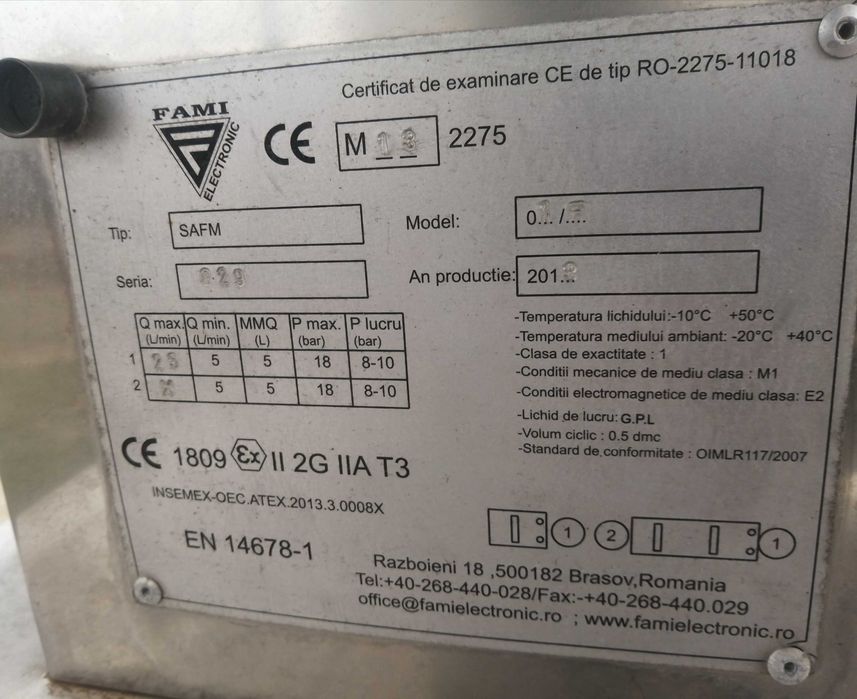 Certificat de examinare CE de tip RO-2275-11018
FAMI
ELECTRONIC
CE M 2275
Tip: SAFM
Model: 0... /....
Seria: 829
An productie: 201...
Q max. Q min. MMQ P max. P lucru
(L/min) (L/min) (L) (bar) (bar)
1 25 5 5 18 8-10
2 X 5 5 18 8-10
-Temperatura lichidului:-10°C +50°C
-Temperatura mediului ambiant: -20°C +40°C
-Clasa de exactitate : 1
-Conditii mecanice de mediu clasa : M1
-Conditii electromagnetice de mediu clasa: E2
-Lichid de lucru: G.P.L
-Volum ciclic : 0.5 dmc
-Standard de conformitate : OIMLR117/2007
CE 1809 Ex II 2G IIA T3
INSEMEX-OEC.ATEX.2013.3.0008X
EN 14678-1
1 2 1
Razboieni 18 ,500182 Brasov,Romania
Tel:+40-268-440-028/Fax:-+40-268-440.029
office@famielectronic.ro ; www.famielectronic.ro